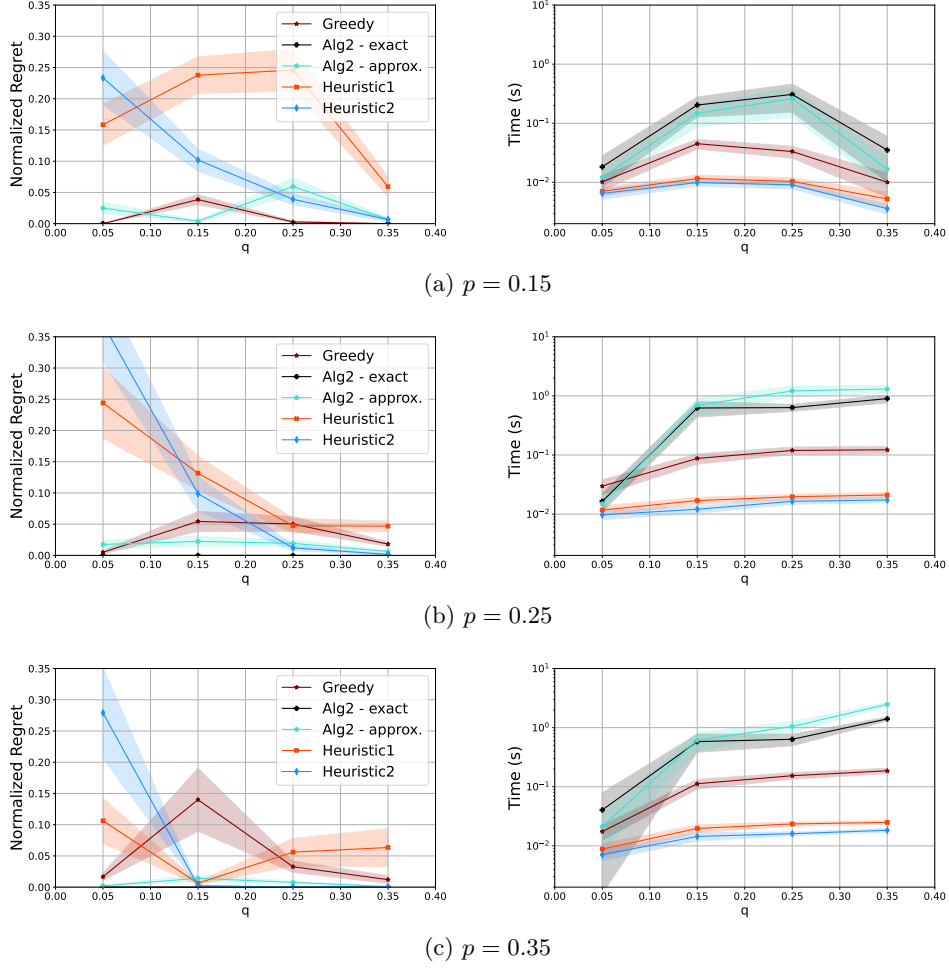 Normalized Regret
0.35
0.30
0.25
0.20
0.15
0.10
0.05
0.00
0.00 0.05 0.10 0.15 0.20 0.25 0.30 0.35 0.40
q
Greedy
Alg2 - exact
Alg2 - approx.
Heuristic1
Heuristic2
Time (s)
10^1
10^0
10^-1
10^-2
0.00 0.05 0.10 0.15 0.20 0.25 0.30 0.35 0.40
q
(a) p = 0.15
Normalized Regret
0.35
0.30
0.25
0.20
0.15
0.10
0.05
0.00
0.00 0.05 0.10 0.15 0.20 0.25 0.30 0.35 0.40
q
Greedy
Alg2 - exact
Alg2 - approx.
Heuristic1
Heuristic2
Time (s)
10^1
10^0
10^-1
10^-2
0.00 0.05 0.10 0.15 0.20 0.25 0.30 0.35 0.40
q
(b) p = 0.25
Normalized Regret
0.35
0.30
0.25
0.20
0.15
0.10
0.05
0.00
0.00 0.05 0.10 0.15 0.20 0.25 0.30 0.35 0.40
q
Greedy
Alg2 - exact
Alg2 - approx.
Heuristic1
Heuristic2
Time (s)
10^1
10^0
10^-1
10^-2
0.00 0.05 0.10 0.15 0.20 0.25 0.30 0.35 0.40
q
(c) p = 0.35